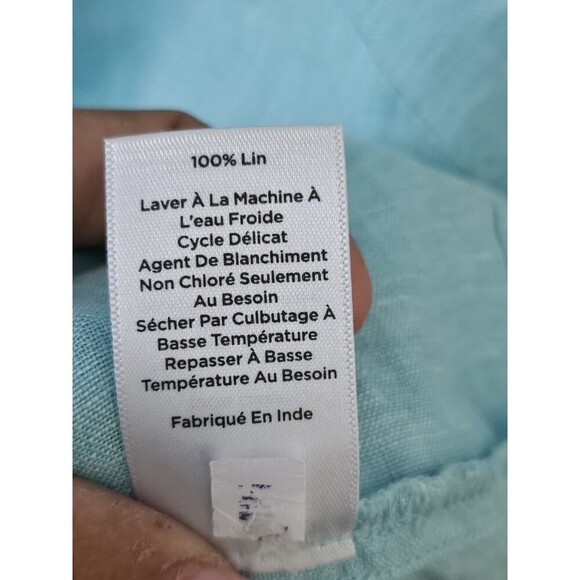 100% Lin
Laver À La Machine À
L'eau Froide
Cycle Délicat
Agent De Blanchiment
Non Chloré Seulement
Au Besoin
Sécher Par Culbutage À
Basse Température
Repasser À Basse
Température Au Besoin
Fabriqué En Inde